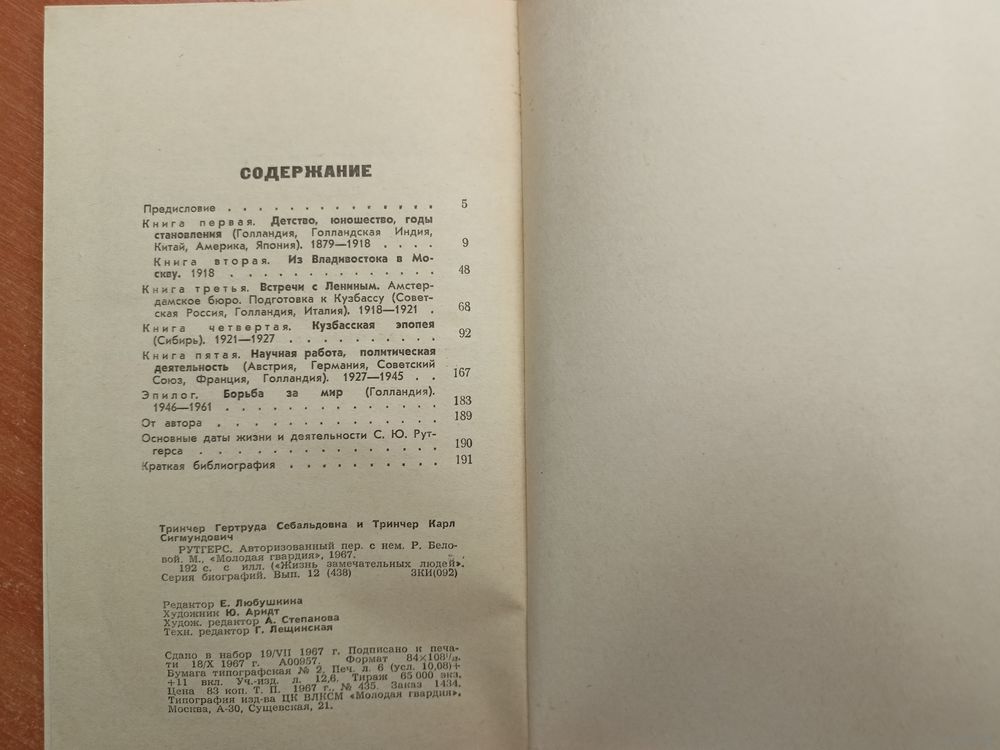 СОДЕРЖАНИЕ
Предисловие . . . . . . . . . . . . . . 5
Книга первая. Детство, юношество, годы
становления (Голландия, Голландская Индия,
Китай, Америка, Япония). 1879—1918 . . . . 9
Книга вторая. Из Владивостока в Мо-
скву. 1918 . . . . . . . . . . . . . 48
Книга третья. Встречи с Лениным. Амстер-
дамское бюро. Подготовка к Кузбассу (Совет-
ская Россия, Голландия, Италия). 1918—1921 . 68
Книга четвертая. Кузбасская эпопея
(Сибирь). 1921—1927 . . . . . . . . . . 92
Книга пятая. Научная работа, политическая
деятельность (Австрия, Германия, Советский
Союз, Франция, Голландия). 1927—1945 . . 167
Эпилог. Борьба за мир (Голландия).
1946—1961 . . . . . . . . . . . . . . 183
От автора . . . . . . . . . . . . . . 189
Основные даты жизни и деятельности С. Ю. Рут-
герса . . . . . . . . . . . . . . . 190
Краткая библиография . . . . . . . . . . 191
Тринчер Гертруда Себальдовна и Тринчер Карл
Сигмундович
РУТГЕРС. Авторизованный пер. с нем. Р. Бело-
вой. М., «Молодая гвардия», 1967.
192 с. с илл. («Жизнь замечательных людей».
Серия биографий. Вып. 12 (438) 3КИ(092)
Редактор Е. Любушкина
Художник Ю. Аридт
Худож. редактор А. Степанова
Техн. редактор Г. Лещинская
Сдано в набор 19/VII 1967 г. Подписано к печа-
ти 18/X 1967 г. А00957. Формат 84×108¹/₃₂.
Бумага типографская № 2. Печ. л. 6 (усл. 10,08)+
+11 вкл. Уч.-изд. л. 12,6. Тираж 65 000 экз.
Цена 83 коп. Т. П. 1967 г., № 435. Заказ 1434.
Типография изд-ва ЦК ВЛКСМ «Молодая гвардия».
Москва, А-30, Сущевская, 21.